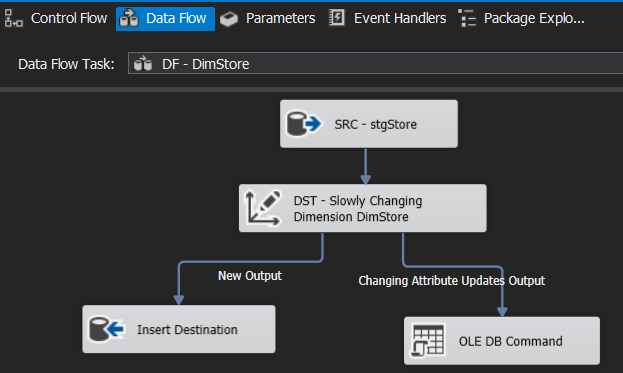 Control Flow
Data Flow
Parameters
Event Handlers
Package Explo...
Data Flow Task:
DF - DimStore
SRC - stgStore
DST - Slowly Changing
Dimension DimStore
New Output
Changing Attribute Updates Output
Insert Destination
OLE DB Command